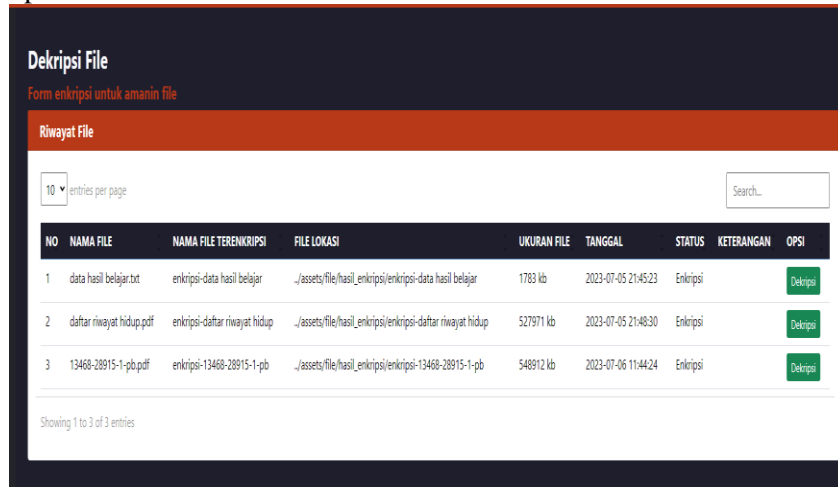 Dekripsi File
Form enkripsi untuk amanin file
Riwayat File
10 entries per page Search...
NO NAMA FILE NAMA FILE TERENKRIPSI FILE LOKASI UKURAN FILE TANGGAL STATUS KETERANGAN OPSI
1 data hasil belajar.txt enkripsi-data hasil belajar ../assets/file/hasil_enkripsi/enkripsi-data hasil belajar 1783 kb 2023-07-05 21:45:23 Enkripsi Dekripsi
2 daftar riwayat hidup.pdf enkripsi-daftar riwayat hidup ../assets/file/hasil_enkripsi/enkripsi-daftar riwayat hidup 527971 kb 2023-07-05 21:48:30 Enkripsi Dekripsi
3 13468-28915-1-pb.pdf enkripsi-13468-28915-1-pb ../assets/file/hasil_enkripsi/enkripsi-13468-28915-1-pb 548912 kb 2023-07-06 11:44:24 Enkripsi Dekripsi
Showing 1 to 3 of 3 entries